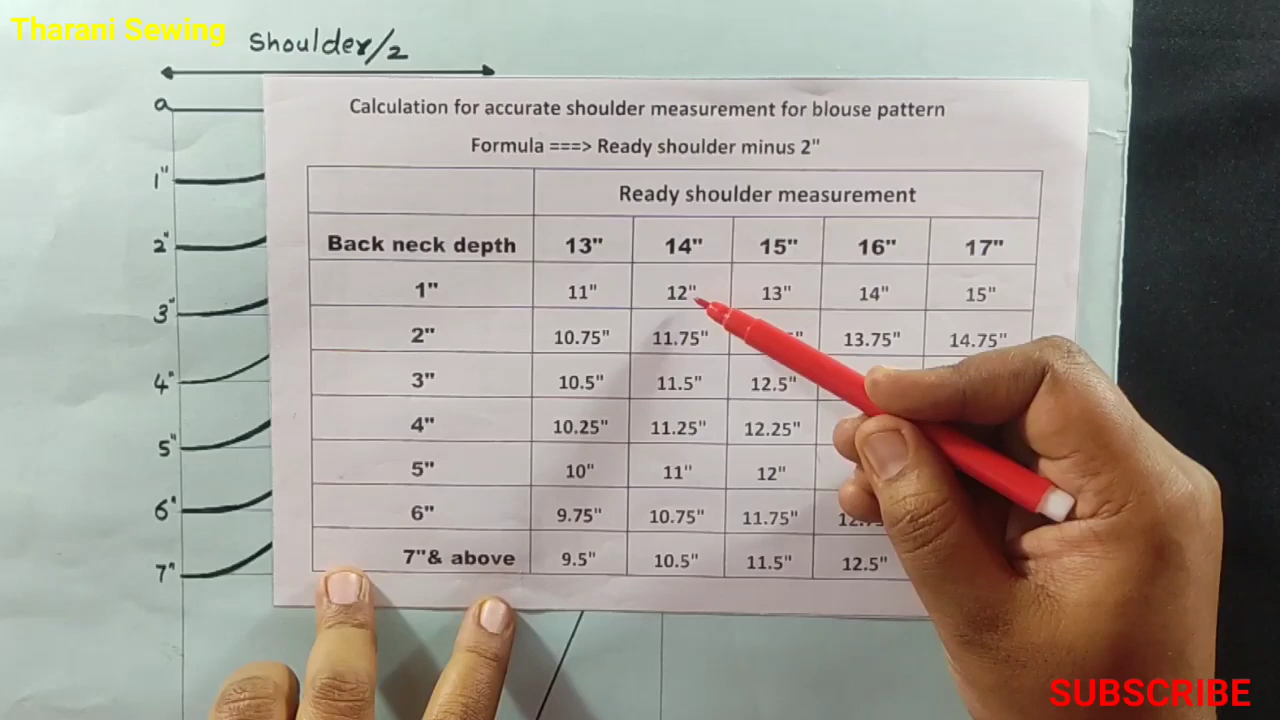 Tharani Sewing
Shoulder/2
a
1"
2"
3"
4"
5"
6"
7"
Calculation for accurate shoulder measurement for blouse pattern
Formula ===> Ready shoulder minus 2"
Ready shoulder measurement
Back neck depth 13" 14" 15" 16" 17"
1" 11" 12" 13" 14" 15"
2" 10.75" 11.75" 13.75" 14.75"
3" 10.5" 11.5" 12.5"
4" 10.25" 11.25" 12.25"
5" 10" 11" 12"
6" 9.75" 10.75" 11.75"
7"& above 9.5" 10.5" 11.5" 12.5"
SUBSCRIBE